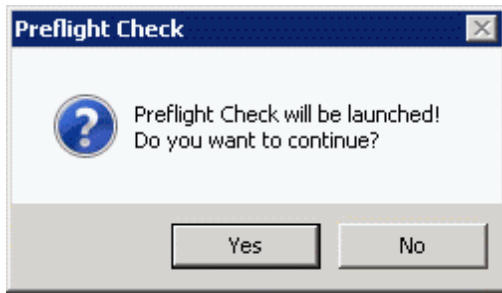 Preflight Check
Preflight Check will be launched!
Do you want to continue?
Yes
No